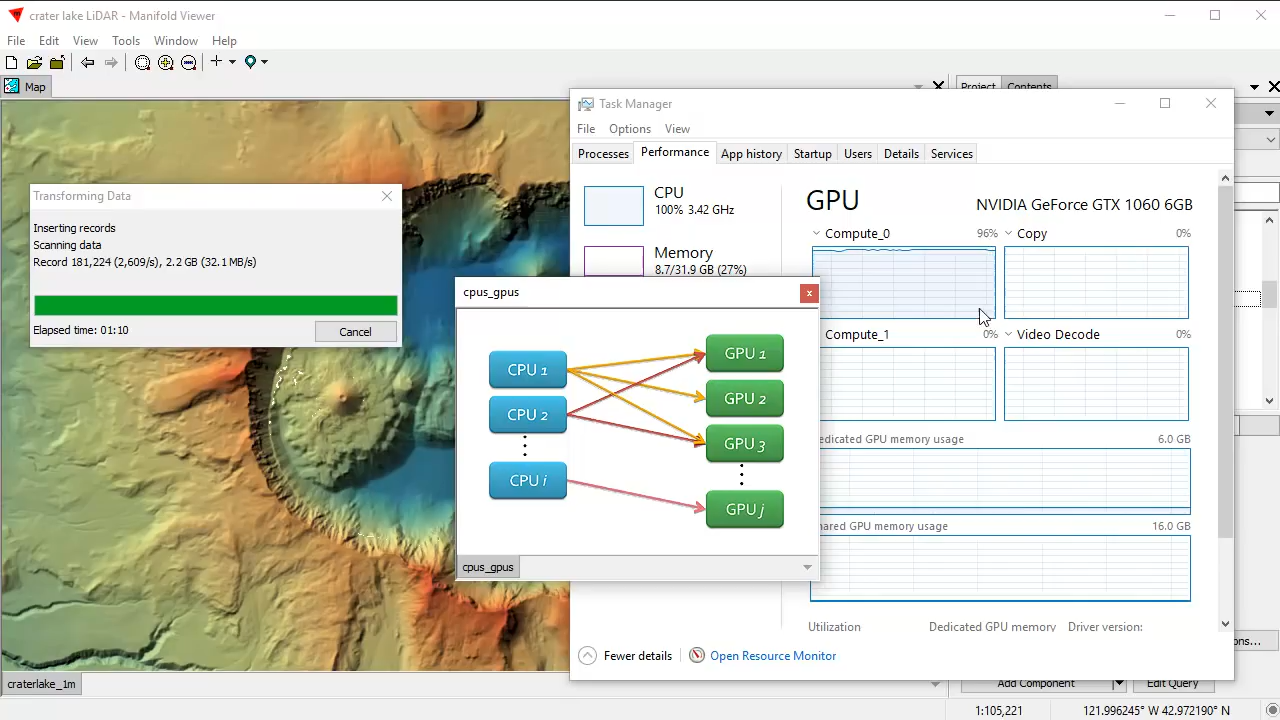 crater lake LiDAR - Manifold Viewer
File Edit View Tools Window Help
Map
Project Contents
Transforming Data
Inserting records
Scanning data
Record 181,224 (2,609/s), 2.2 GB (32.1 MB/s)
Elapsed time: 01:10
Cancel
Task Manager
File Options View
Processes Performance App history Startup Users Details Services
CPU
100% 3.42 GHz
Memory
8.7/31.9 GB (27%)
GPU
NVIDIA GeForce GTX 1060 6GB
Compute_0 96% Copy 0%
Compute_1 0% Video Decode 0%
Dedicated GPU memory usage 6.0 GB
hared GPU memory usage 16.0 GB
Utilization Dedicated GPU memory Driver version:
Fewer details Open Resource Monitor
cpus_gpus
CPU 1
CPU 2
CPU i
GPU 1
GPU 2
GPU 3
GPU j
cpus_gpus
ons...
Add Component Edit Query
craterlake_1m
1:105,221 121.996245° W 42.972190° N